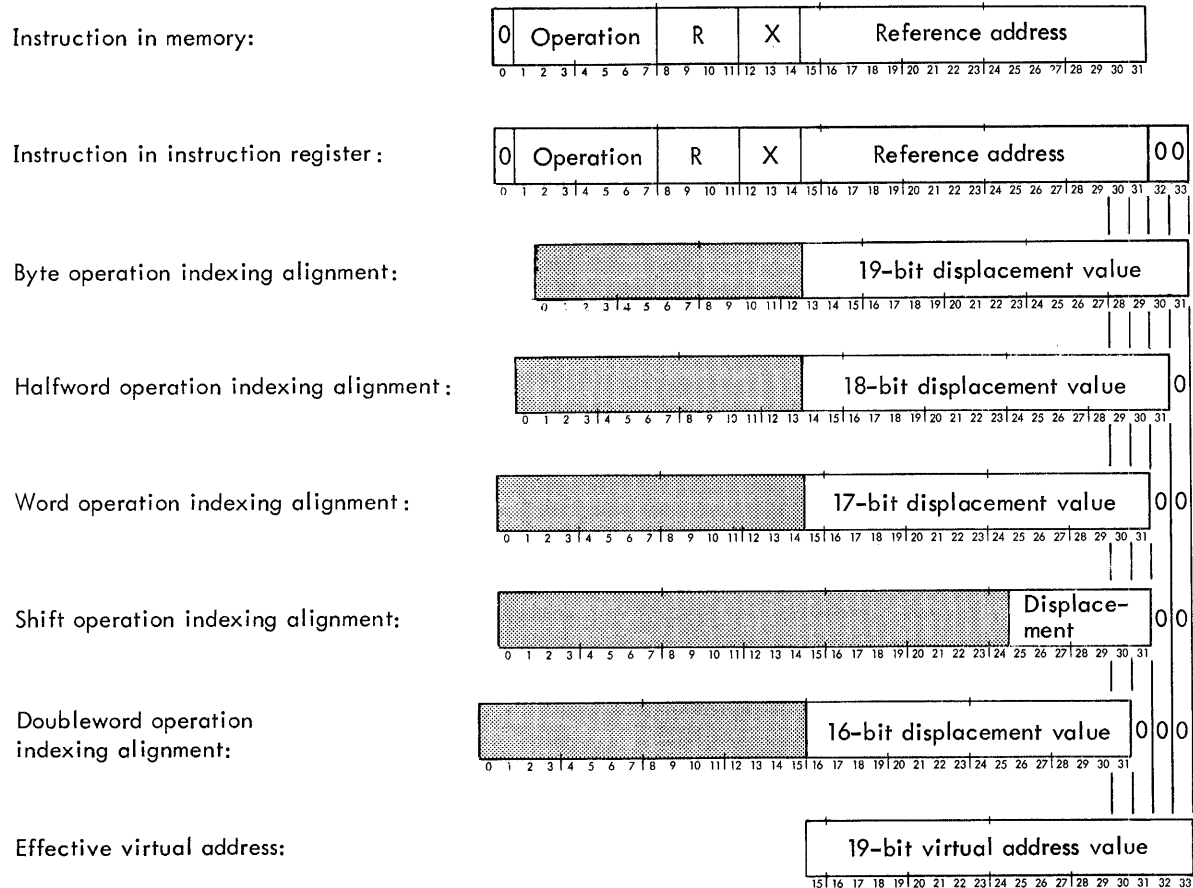 Instruction in memory:
0 Operation R X Reference address
0 1 2 3 4 5 6 7 8 9 10 11 12 13 14 15 16 17 18 19 20 21 22 23 24 25 26 27 28 29 30 31
Instruction in instruction register:
0 Operation R X Reference address 0 0
0 1 2 3 4 5 6 7 8 9 10 11 12 13 14 15 16 17 18 19 20 21 22 23 24 25 26 27 28 29 30 31 32 33
Byte operation indexing alignment:
19-bit displacement value
0 1 2 3 4 5 6 7 8 9 10 11 12 13 14 15 16 17 18 19 20 21 22 23 24 25 26 27 28 29 30 31
Halfword operation indexing alignment:
18-bit displacement value 0
0 1 2 3 4 5 6 7 8 9 10 11 12 13 14 15 16 17 18 19 20 21 22 23 24 25 26 27 28 29 30 31
Word operation indexing alignment:
17-bit displacement value 0 0
0 1 2 3 4 5 6 7 8 9 10 11 12 13 14 15 16 17 18 19 20 21 22 23 24 25 26 27 28 29 30 31
Shift operation indexing alignment:
Displace-
ment 0 0
0 1 2 3 4 5 6 7 8 9 10 11 12 13 14 15 16 17 18 19 20 21 22 23 24 25 26 27 28 29 30 31
Doubleword operation
indexing alignment:
16-bit displacement value 0 0 0
0 1 2 3 4 5 6 7 8 9 10 11 12 13 14 15 16 17 18 19 20 21 22 23 24 25 26 27 28 29 30 31
Effective virtual address:
19-bit virtual address value
15 16 17 18 19 20 21 22 23 24 25 26 27 28 29 30 31 32 33